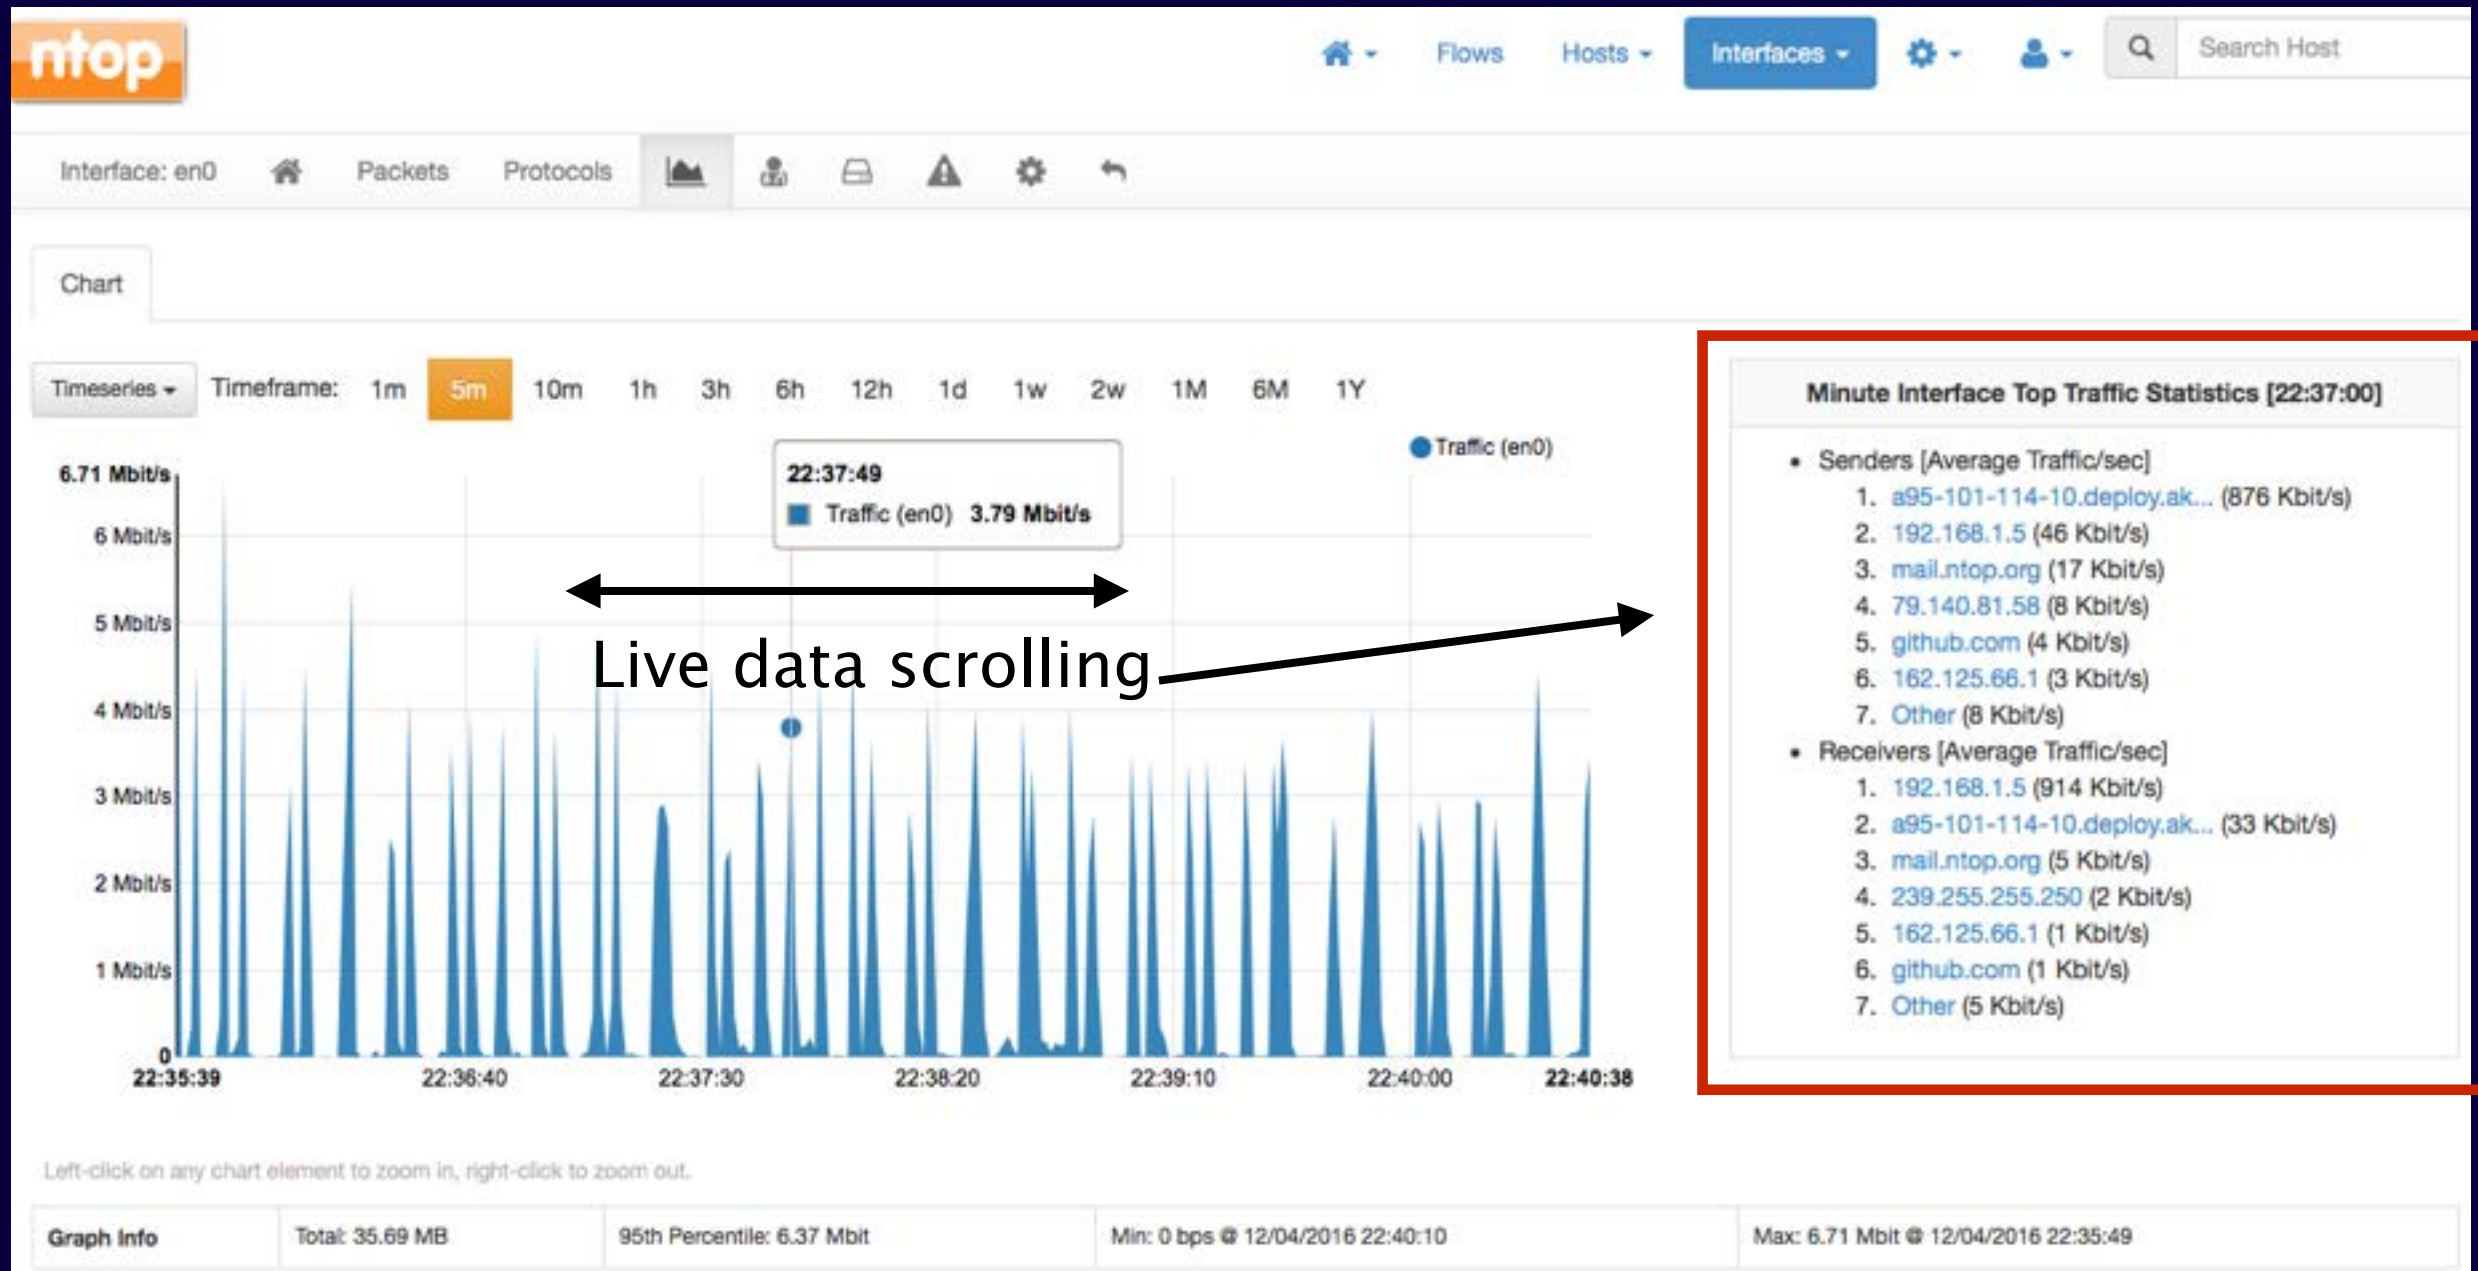 ntop
Flows
Hosts
Interfaces
Search Host
Interface: en0
Packets
Protocols
Chart
Timeseries
Timeframe: 1m 5m 10m 1h 3h 6h 12h 1d 1w 2w 1M 6M 1Y
Traffic (en0)
22:37:49
Traffic (en0) 3.79 Mbit/s
6.71 Mbit/s
6 Mbit/s
5 Mbit/s
4 Mbit/s
3 Mbit/s
2 Mbit/s
1 Mbit/s
0
Live data scrolling
22:35:39 22:36:40 22:37:30 22:38:20 22:39:10 22:40:00 22:40:38
Minute Interface Top Traffic Statistics [22:37:00]
• Senders [Average Traffic/sec]
1. a95-101-114-10.deploy.ak... (876 Kbit/s)
2. 192.168.1.5 (46 Kbit/s)
3. mail.ntop.org (17 Kbit/s)
4. 79.140.81.58 (8 Kbit/s)
5. github.com (4 Kbit/s)
6. 162.125.66.1 (3 Kbit/s)
7. Other (8 Kbit/s)
• Receivers [Average Traffic/sec]
1. 192.168.1.5 (914 Kbit/s)
2. a95-101-114-10.deploy.ak... (33 Kbit/s)
3. mail.ntop.org (5 Kbit/s)
4. 239.255.255.250 (2 Kbit/s)
5. 162.125.66.1 (1 Kbit/s)
6. github.com (1 Kbit/s)
7. Other (5 Kbit/s)
Left-click on any chart element to zoom in, right-click to zoom out.
Graph Info
Total: 35.69 MB
95th Percentile: 6.37 Mbit
Min: 0 bps @ 12/04/2016 22:40:10
Max: 6.71 Mbit @ 12/04/2016 22:35:49